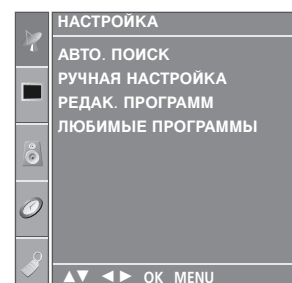 НАСТРОЙКА
АВТО. ПОИСК
РУЧНАЯ НАСТРОЙКА
РЕДАК. ПРОГРАММ
ЛЮБИМЫЕ ПРОГРАММЫ
▲▼ ◄► OK MENU